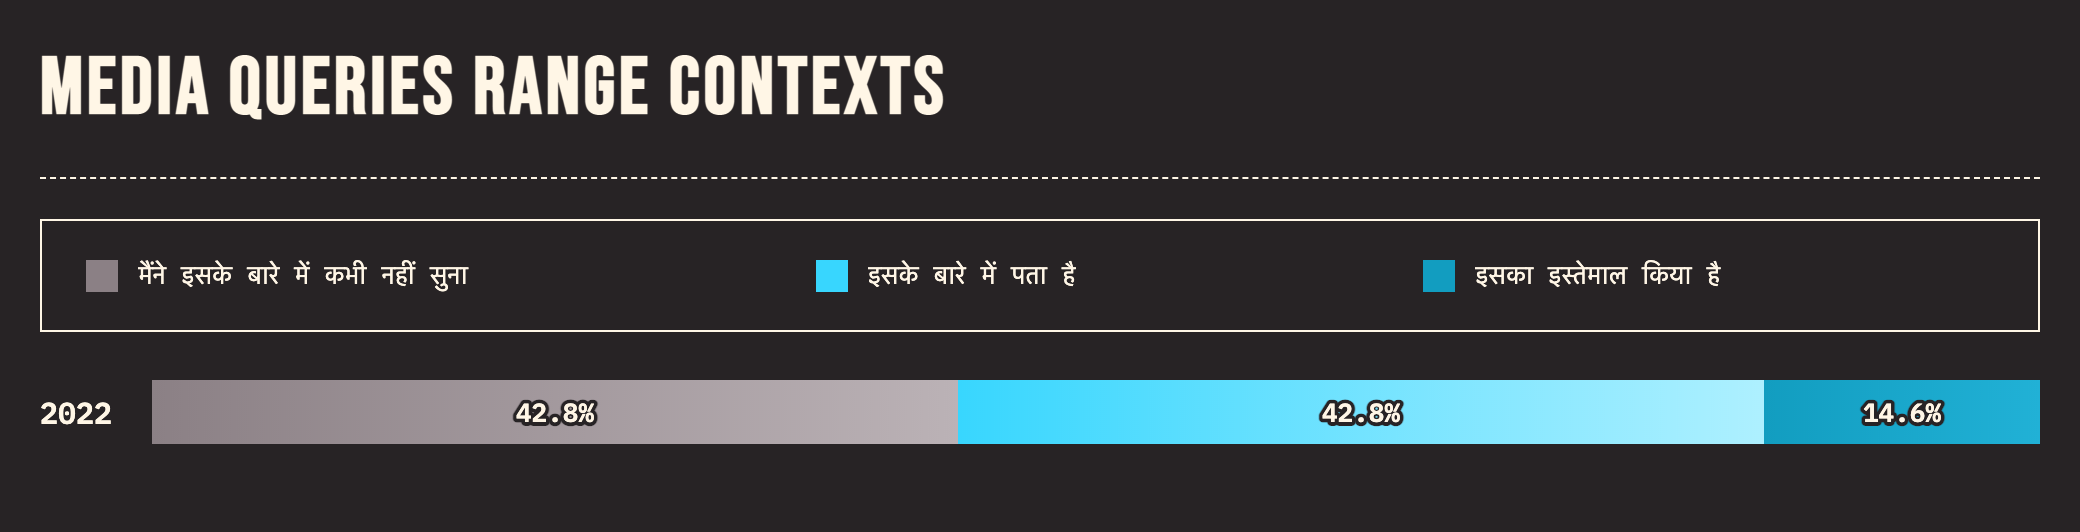 MEDIA QUERIES RANGE CONTEXTS
मैंने इसके बारे में कभी नहीं सुना इसके बारे में पता है इसका इस्तेमाल किया है
2022 42.8% 42.8% 14.6%